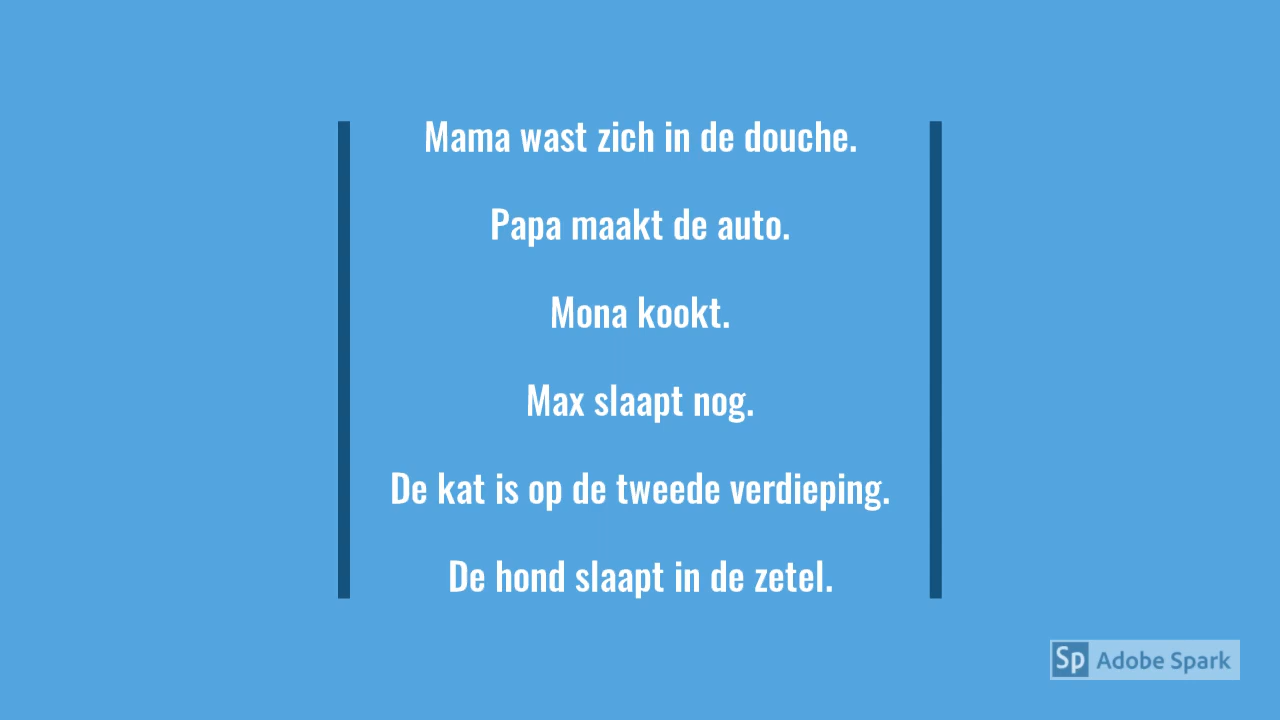 Mama wast zich in de douche.
Papa maakt de auto.
Mona kookt.
Max slaapt nog.
De kat is op de tweede verdieping.
De hond slaapt in de zetel.
Sp Adobe Spark